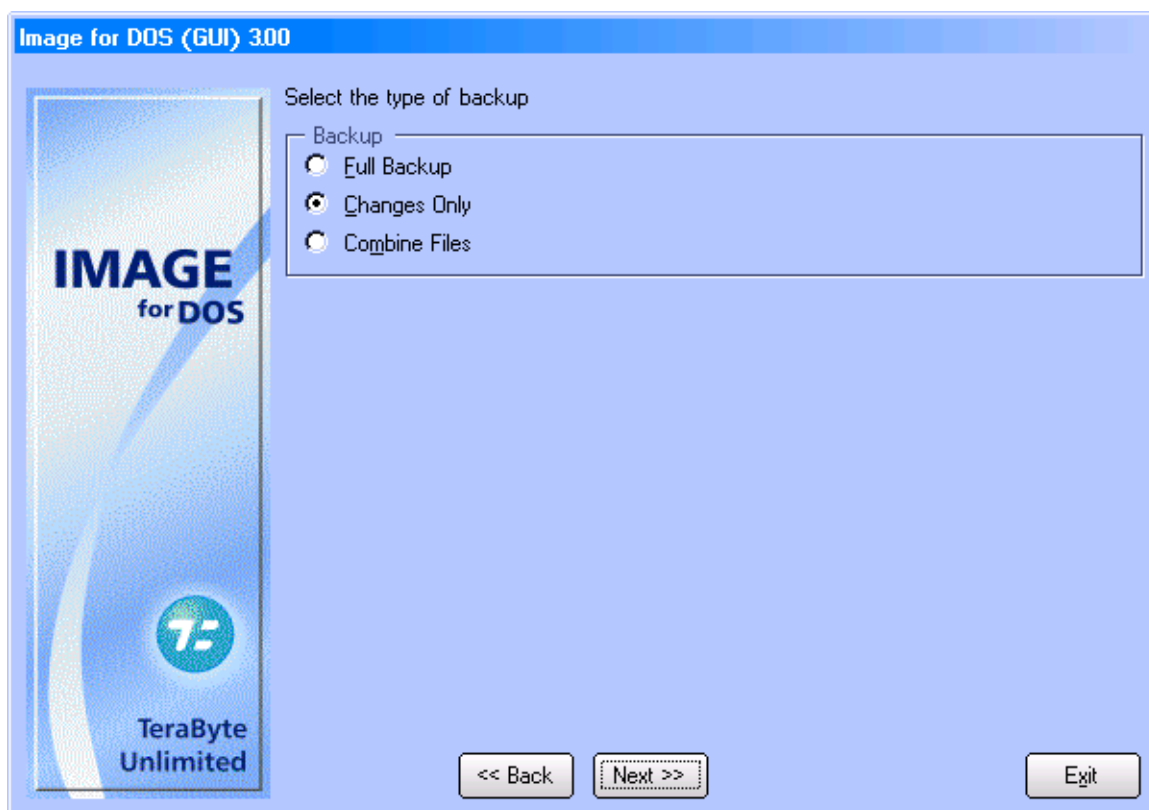 Image for DOS (GUI) 3.00
Select the type of backup
Backup
Full Backup
Changes Only
Combine Files
IMAGE
for DOS
TeraByte
Unlimited
<< Back
Next >>
Exit